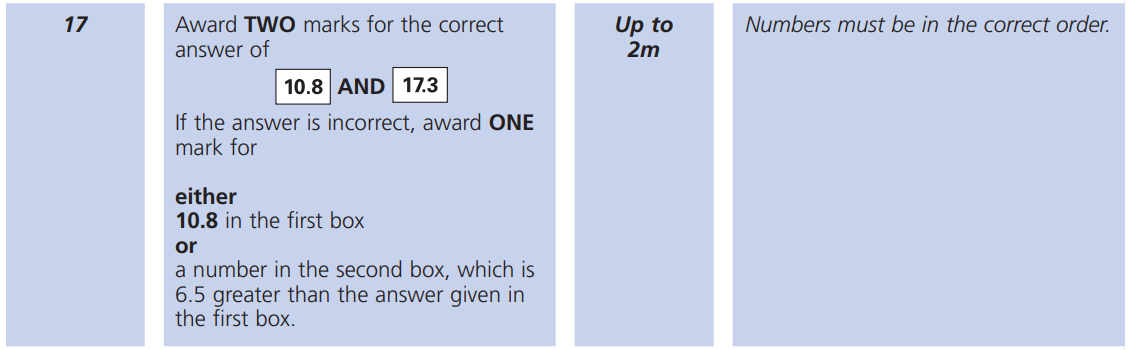 17
Award TWO marks for the correct
answer of
10.8 AND 17.3
If the answer is incorrect, award ONE
mark for
either
10.8 in the first box
or
a number in the second box, which is
6.5 greater than the answer given in
the first box.
Up to
2m
Numbers must be in the correct order.